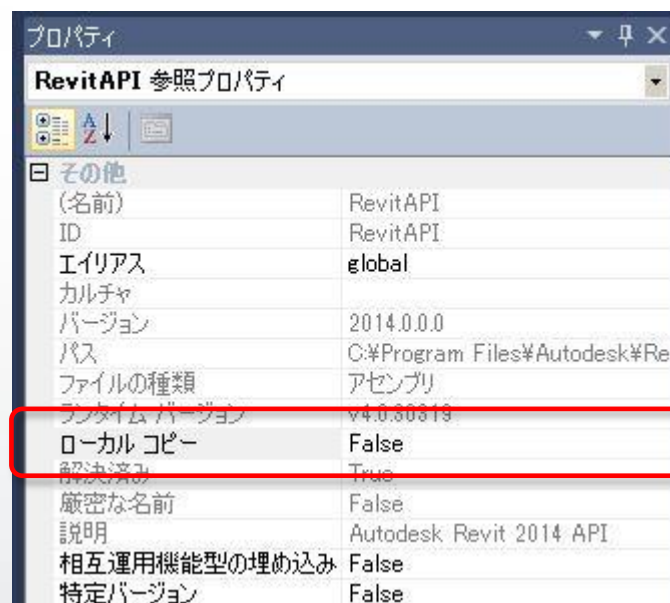 プロパティ
RevitAPI 参照プロパティ
その他
(名前) RevitAPI
ID RevitAPI
エイリアス global
カルチャ
バージョン 2014.0.0.0
パス C:¥Program Files¥Autodesk¥Re
ファイルの種類 アセンブリ
ランタイム バージョン v4.0.30319
ローカル コピー False
解決済み True
厳密な名前 False
説明 Autodesk Revit 2014 API
相互運用機能型の埋め込み False
特定バージョン False